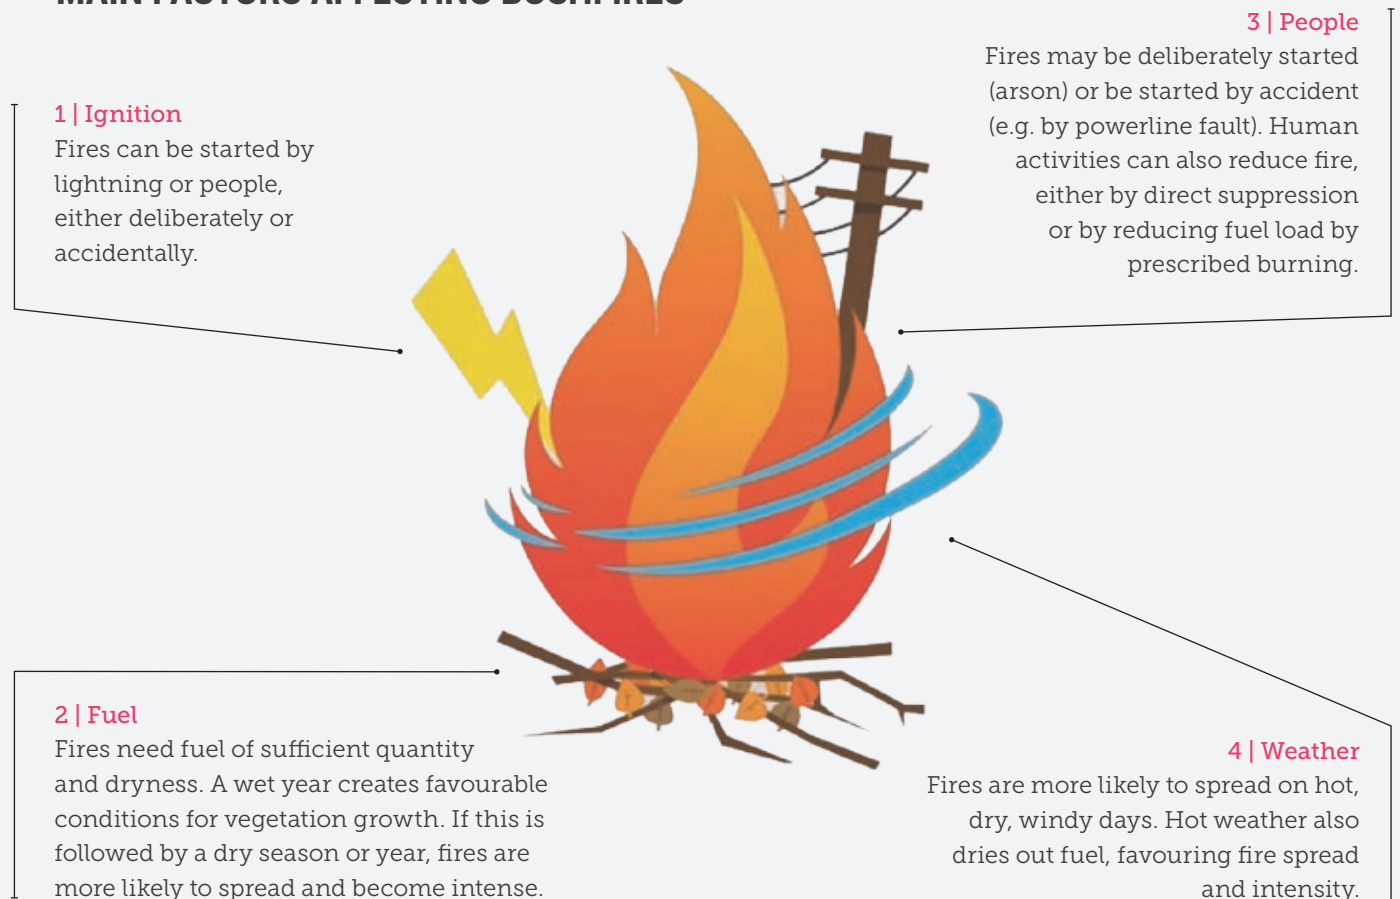 MAIN FACTORS AFFECTING BUSHFIRES
1 | Ignition
Fires can be started by
lightning or people,
either deliberately or
accidentally.
3 | People
Fires may be deliberately started
(arson) or be started by accident
(e.g. by powerline fault). Human
activities can also reduce fire,
either by direct suppression
or by reducing fuel load by
prescribed burning.
2 | Fuel
Fires need fuel of sufficient quantity
and dryness. A wet year creates favourable
conditions for vegetation growth. If this is
followed by a dry season or year, fires are
more likely to spread and become intense.
4 | Weather
Fires are more likely to spread on hot,
dry, windy days. Hot weather also
dries out fuel, favouring fire spread
and intensity.